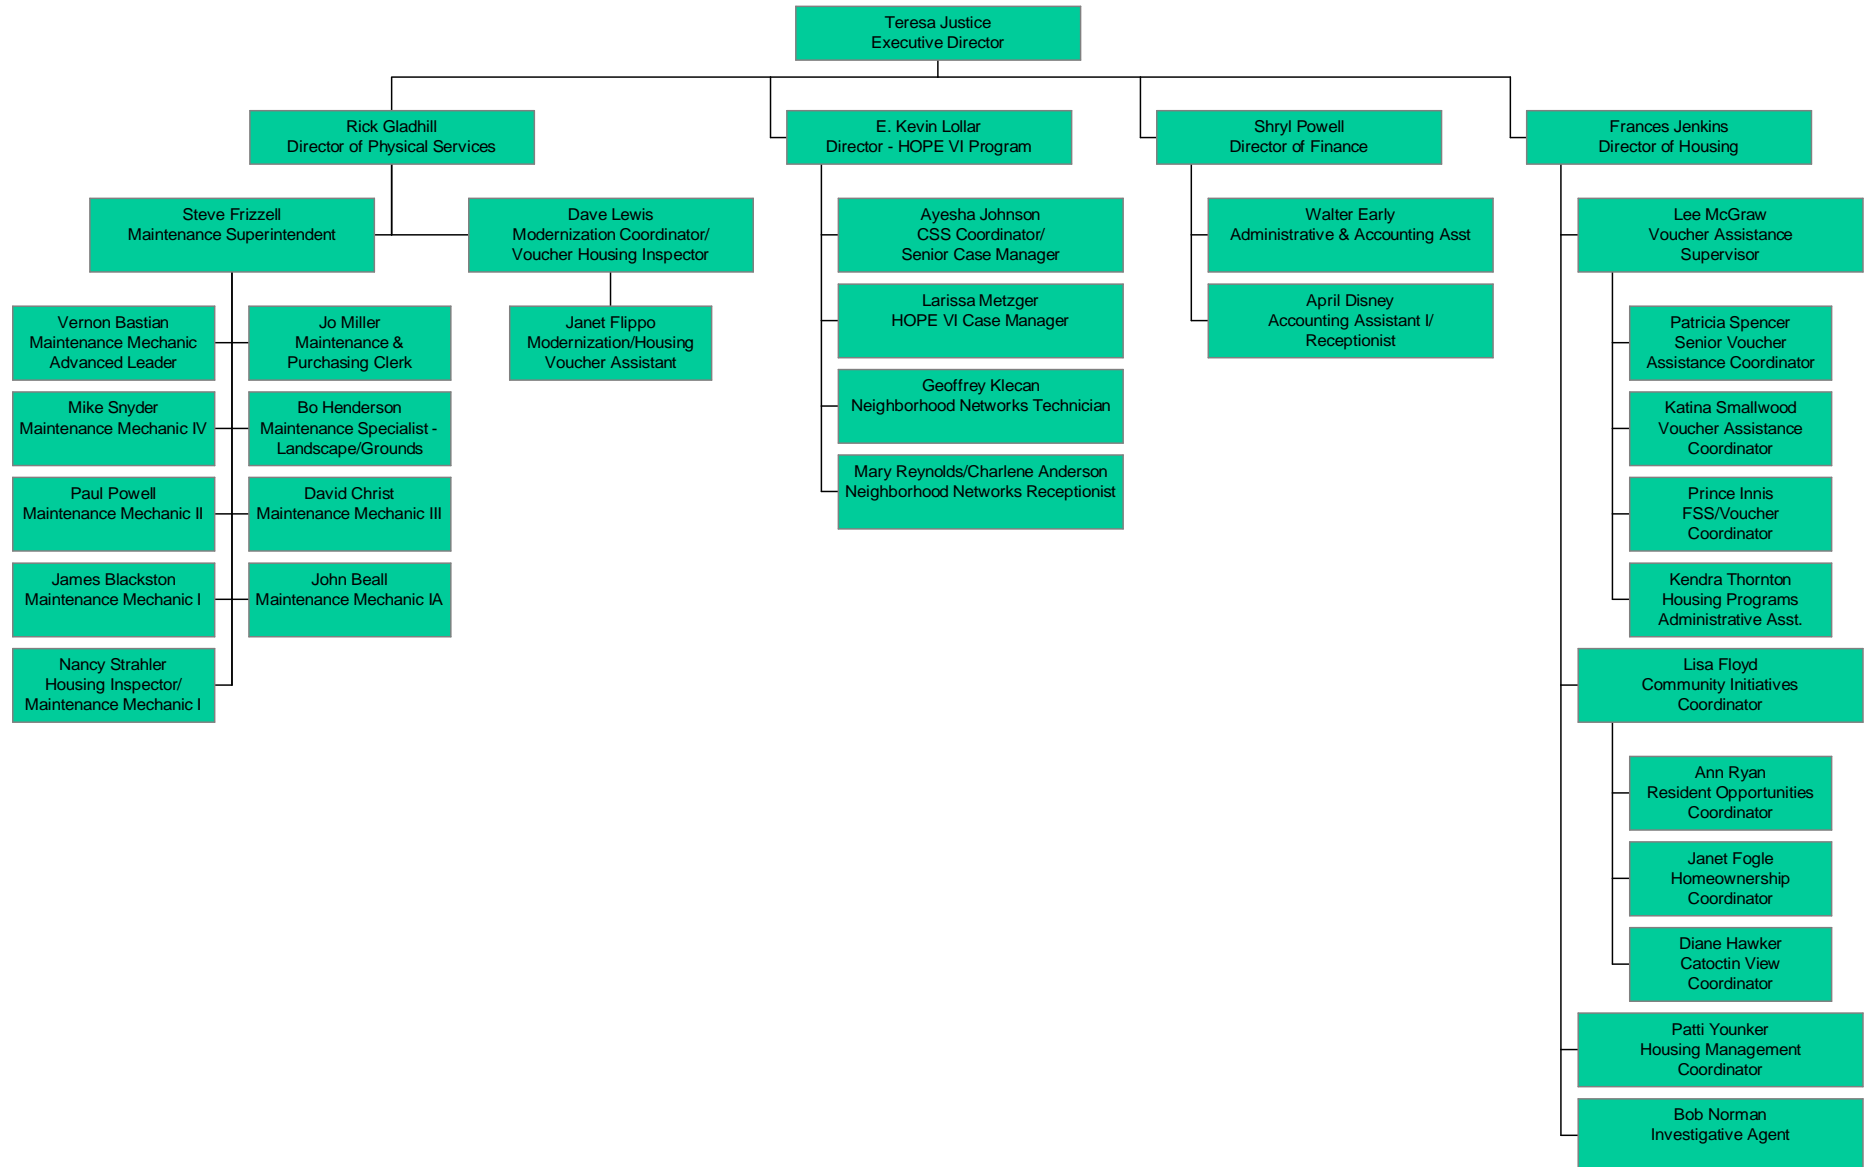 Teresa Justice
Executive Director
Rick Gladhill
Director of Physical Services
E. Kevin Lollar
Director - HOPE VI Program
Shryl Powell
Director of Finance
Frances Jenkins
Director of Housing
Steve Frizzell
Maintenance Superintendent
Dave Lewis
Modernization Coordinator/
Voucher Housing Inspector
Vernon Bastian
Maintenance Mechanic
Advanced Leader
Jo Miller
Maintenance &
Purchasing Clerk
Janet Flippo
Modernization/Housing
Voucher Assistant
Mike Snyder
Maintenance Mechanic IV
Bo Henderson
Maintenance Specialist -
Landscape/Grounds
Paul Powell
Maintenance Mechanic II
David Christ
Maintenance Mechanic III
James Blackston
Maintenance Mechanic I
John Beall
Maintenance Mechanic IA
Nancy Strahler
Housing Inspector/
Maintenance Mechanic I
Ayesha Johnson
CSS Coordinator/
Senior Case Manager
Larissa Metzger
HOPE VI Case Manager
Geoffrey Klecan
Neighborhood Networks Technician
Mary Reynolds/Charlene Anderson
Neighborhood Networks Receptionist
Walter Early
Administrative & Accounting Asst
April Disney
Accounting Assistant I/
Receptionist
Lee McGraw
Voucher Assistance
Supervisor
Patricia Spencer
Senior Voucher
Assistance Coordinator
Katina Smallwood
Voucher Assistance
Coordinator
Prince Innis
FSS/Voucher
Coordinator
Kendra Thornton
Housing Programs
Administrative Asst.
Lisa Floyd
Community Initiatives
Coordinator
Ann Ryan
Resident Opportunities
Coordinator
Janet Fogle
Homeownership
Coordinator
Diane Hawker
Catoctin View
Coordinator
Patti Younker
Housing Management
Coordinator
Bob Norman
Investigative Agent